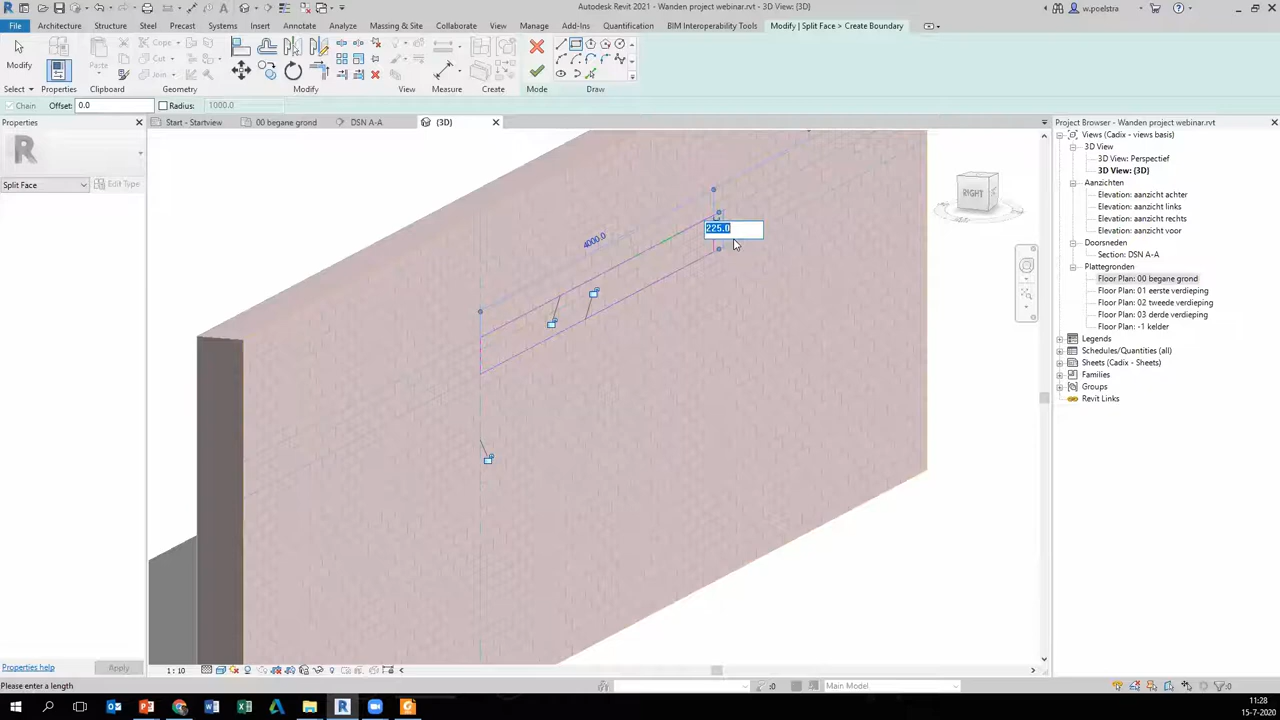 Autodesk Revit 2021 - Wanden project webinar.rvt - 3D View: {3D}
w.poelstra
File Architecture Structure Steel Precast Systems Insert Annotate Analyze Massing & Site Collaborate View Manage Add-Ins Quantification BIM Interoperability Tools Modify | Split Face > Create Boundary
Modify
Paste
Cope
Cut
Join
Select Properties Clipboard Geometry Modify View Measure Create Mode Draw
Chain Offset: 0.0 Radius: 1000.0
Properties
Start - Startview
00 begane grond
DSN A-A
{3D}
Project Browser - Wanden project webinar.rvt
R
Split Face
Edit Type
Views (Cadix - views basis)
3D View
3D View: Perspectief
3D View: {3D}
Aanzichten
Elevation: aanzicht achter
Elevation: aanzicht links
Elevation: aanzicht rechts
Elevation: aanzicht voor
Doorsneden
Section: DSN A-A
Plattegronden
Floor Plan: 00 begane grond
Floor Plan: 01 eerste verdieping
Floor Plan: 02 tweede verdieping
Floor Plan: 03 derde verdieping
Floor Plan: -1 kelder
Legends
Schedules/Quantities (all)
Sheets (Cadix - Sheets)
Families
Groups
Revit Links
RIGHT
4000.0
225.0
Properties help
Apply
1 : 10
Please enter a length
:0
Main Model
:0
11:28
15-7-2020